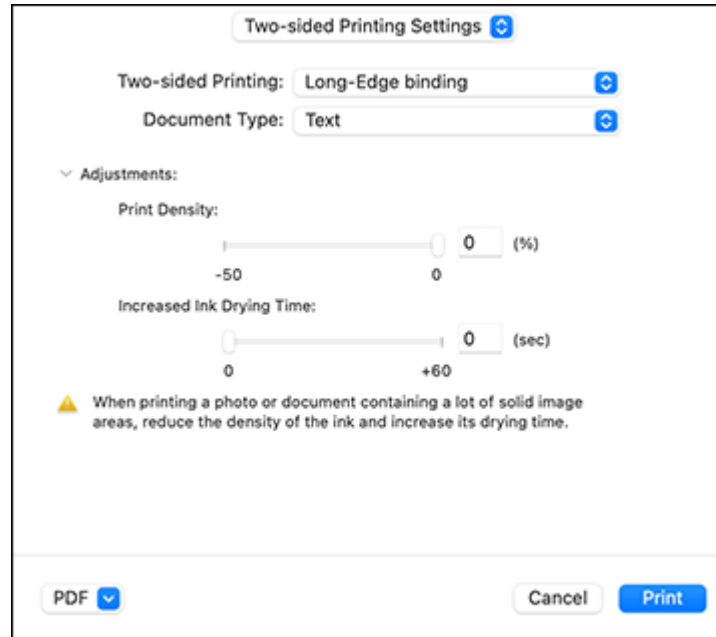 Two-sided Printing Settings
Two-sided Printing: Long-Edge binding
Document Type: Text
Adjustments:
Print Density:
0 (%)
-50 0
Increased Ink Drying Time:
0 (sec)
0 +60
When printing a photo or document containing a lot of solid image
areas, reduce the density of the ink and increase its drying time.
PDF Cancel Print